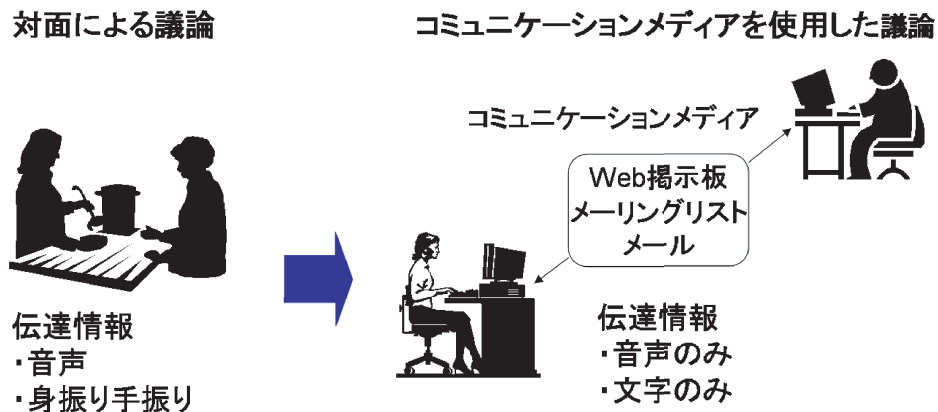 対面による議論
伝達情報
・音声
・身振り手振り
コミュニケーションメディアを使用した議論
コミュニケーションメディア
Web掲示板
メーリングリスト
メール
伝達情報
・音声のみ
・文字のみ